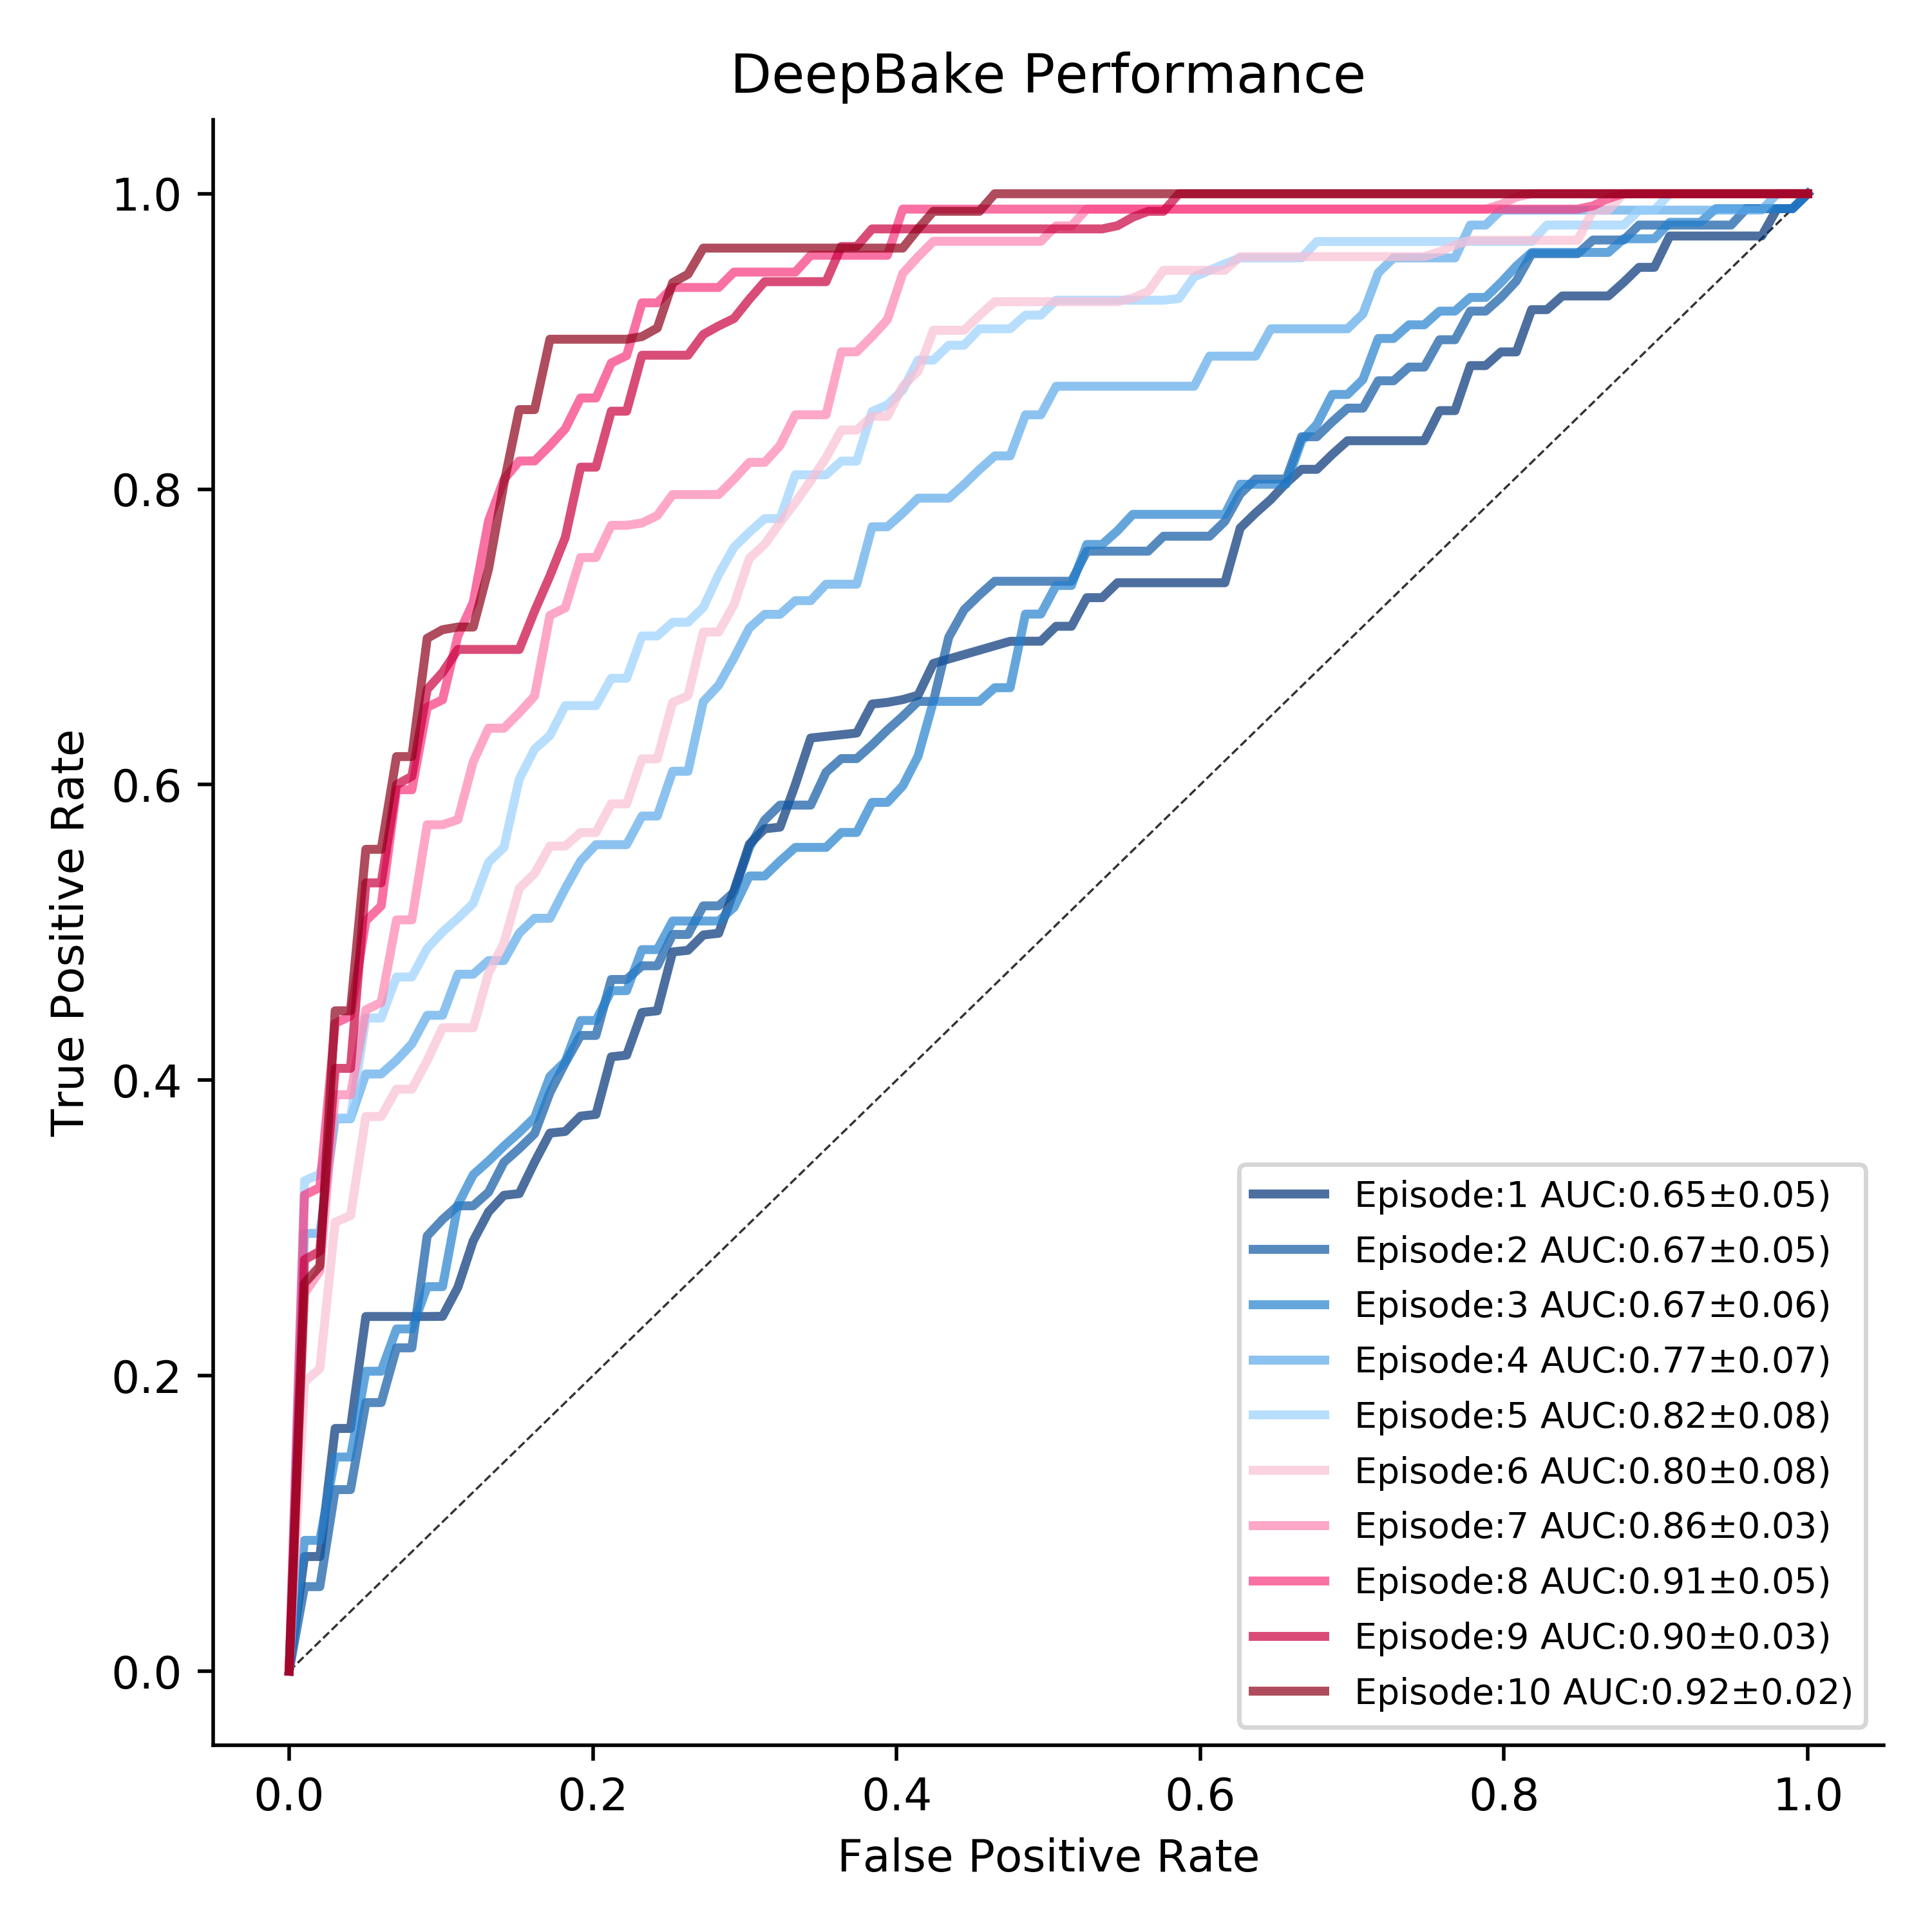 DeepBake Performance
True Positive Rate
1.0
0.8
0.6
0.4
0.2
0.0
Episode:1 AUC:0.65±0.05)
Episode:2 AUC:0.67±0.05)
Episode:3 AUC:0.67±0.06)
Episode:4 AUC:0.77±0.07)
Episode:5 AUC:0.82±0.08)
Episode:6 AUC:0.80±0.08)
Episode:7 AUC:0.86±0.03)
Episode:8 AUC:0.91±0.05)
Episode:9 AUC:0.90±0.03)
Episode:10 AUC:0.92±0.02)
0.0 0.2 0.4 0.6 0.8 1.0
False Positive Rate